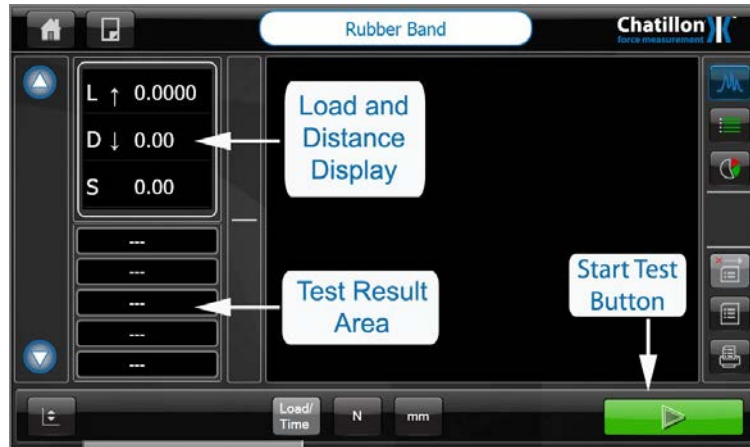 Rubber Band
Chatillon
force measurement
L ↑ 0.0000
D ↓ 0.00
S 0.00
Load and
Distance
Display
---
---
---
---
---
Test Result
Area
Start Test
Button
Load/
Time
N
mm